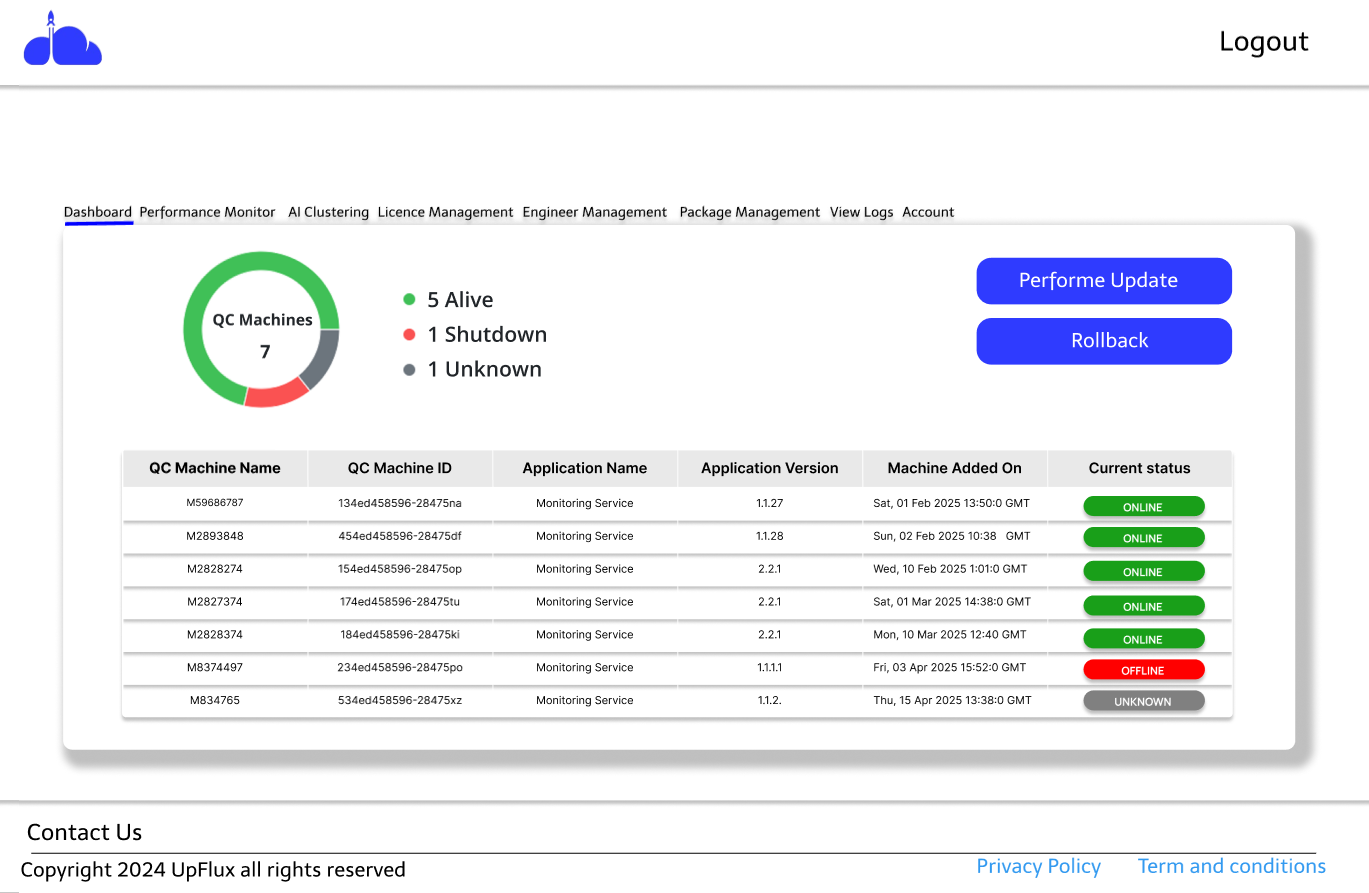 Logout
Dashboard Performance Monitor AI Clustering Licence Management Engineer Management Package Management View Logs Account
QC Machines
7
5 Alive
1 Shutdown
1 Unknown
Performe Update
Rollback
QC Machine Name QC Machine ID Application Name Application Version Machine Added On Current status
M59686787 134ed458596-28475na Monitoring Service 1.1.27 Sat, 01 Feb 2025 13:50:0 GMT ONLINE
M2893848 454ed458596-28475df Monitoring Service 1.1.28 Sun, 02 Feb 2025 10:38 GMT ONLINE
M2828274 154ed458596-28475op Monitoring Service 2.2.1 Wed, 10 Feb 2025 1:01:0 GMT ONLINE
M2827374 174ed458596-28475tu Monitoring Service 2.2.1 Sat, 01 Mar 2025 14:38:0 GMT ONLINE
M2828374 184ed458596-28475ki Monitoring Service 2.2.1 Mon, 10 Mar 2025 12:40 GMT ONLINE
M8374497 234ed458596-28475po Monitoring Service 1.1.1.1 Fri, 03 Apr 2025 15:52:0 GMT OFFLINE
M834765 534ed458596-28475xz Monitoring Service 1.1.2. Thu, 15 Apr 2025 13:38:0 GMT UNKNOWN
Contact Us
Copyright 2024 UpFlux all rights reserved Privacy Policy Term and conditions